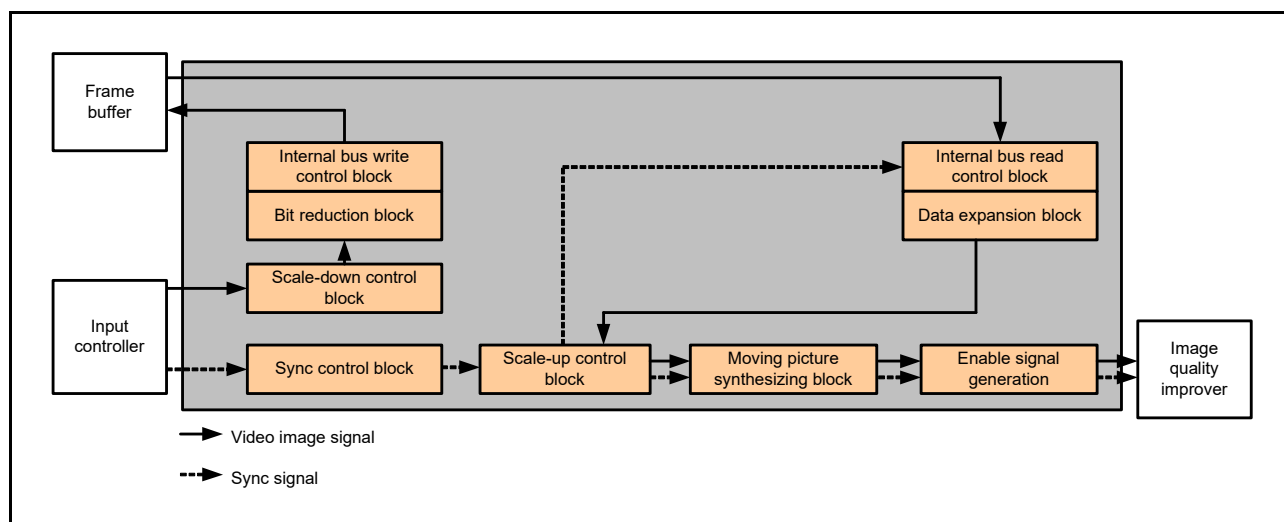 Frame
buffer
Internal bus write
control block
Bit reduction block
Internal bus read
control block
Data expansion block
Scale-down control
block
Input
controller
Sync control block
Scale-up control
block
Moving picture
synthesizing block
Enable signal
generation
Image
quality
improver
Video image signal
Sync signal